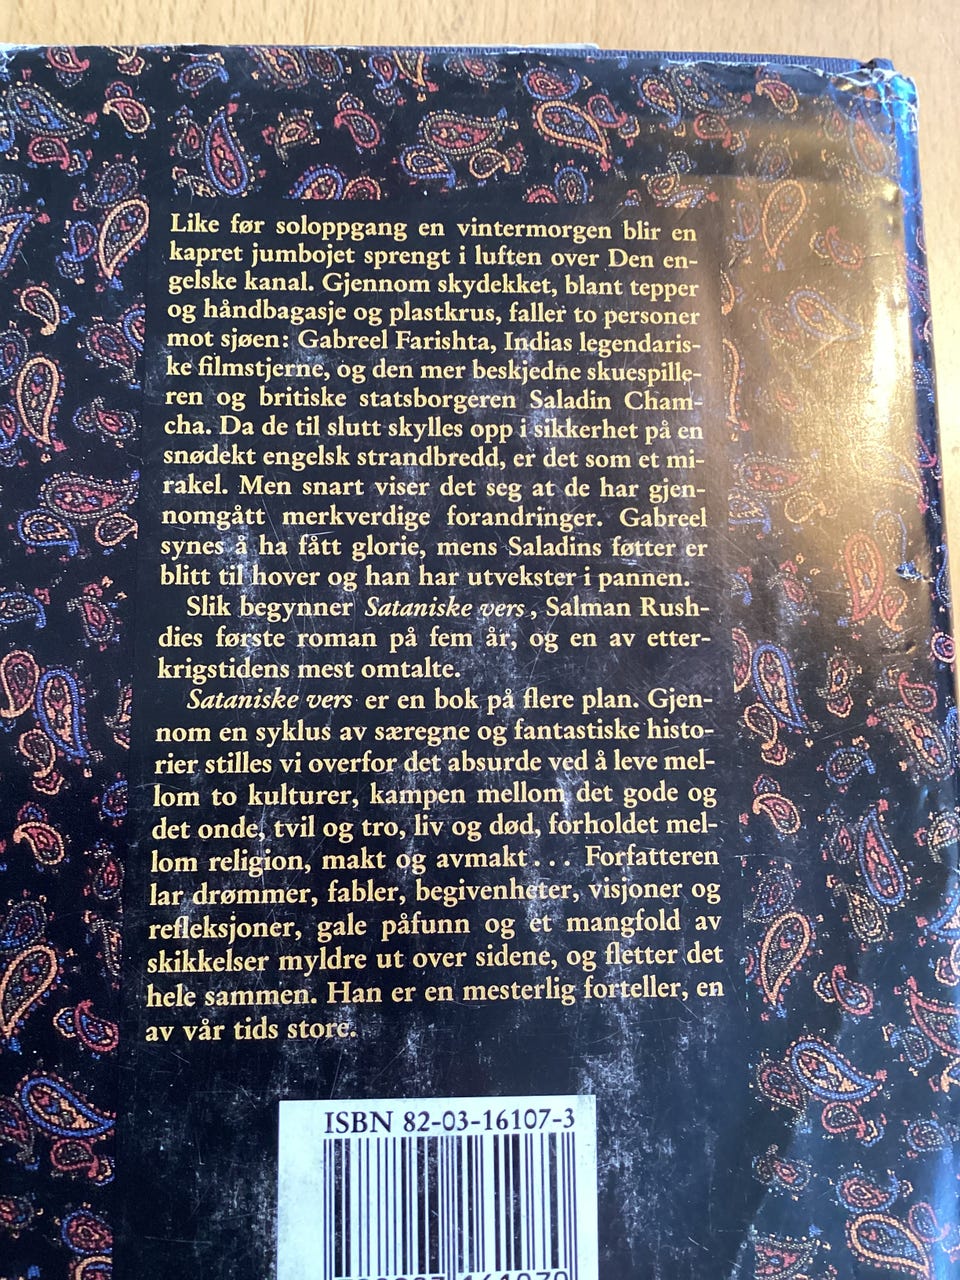 Like før soloppgang en vintermorgen blir en
kapret jumbojet sprengt i luften over Den en-
gelske kanal. Gjennom skydekket, blant tepper
og håndbagasje og plastkrus, faller to personer
mot sjøen: Gabreel Farishta, Indias legendaris-
ke filmstjerne, og den mer beskjedne skuespille-
ren og britiske statsborgeren Saladin Cham-
cha. Da de til slutt skylles opp i sikkerhet på en
snødekt engelsk strandbredd, er det som et mi-
rakel. Men snart viser det seg at de har gjen-
nomgått merkverdige forandringer. Gabreel
synes å ha fått glorie, mens Saladins føtter er
blitt til hover og han har utvekster i pannen.
Slik begynner Sataniske vers, Salman Rush-
dies første roman på fem år, og en av etter-
krigstidens mest omtalte.
Sataniske vers er en bok på flere plan. Gjen-
nom en syklus av særegne og fantastiske histo-
rier stilles vi overfor det absurde ved å leve mel-
lom to kulturer, kampen mellom det gode og
det onde, tvil og tro, liv og død, forholdet mel-
lom religion, makt og avmakt... Forfatteren
lar drømmer, fabler, begivenheter, visjoner og
refleksjoner, gale påfunn og et mangfold av
skikkelser myldre ut over sidene, og fletter det
hele sammen. Han er en mesterlig forteller, en
av vår tids store.
ISBN 82-03-16107-3